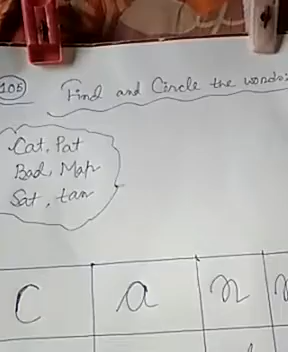 105 Find and Circle the words:
Cat, Pat
Bad, Map
Sat, tan
C a n